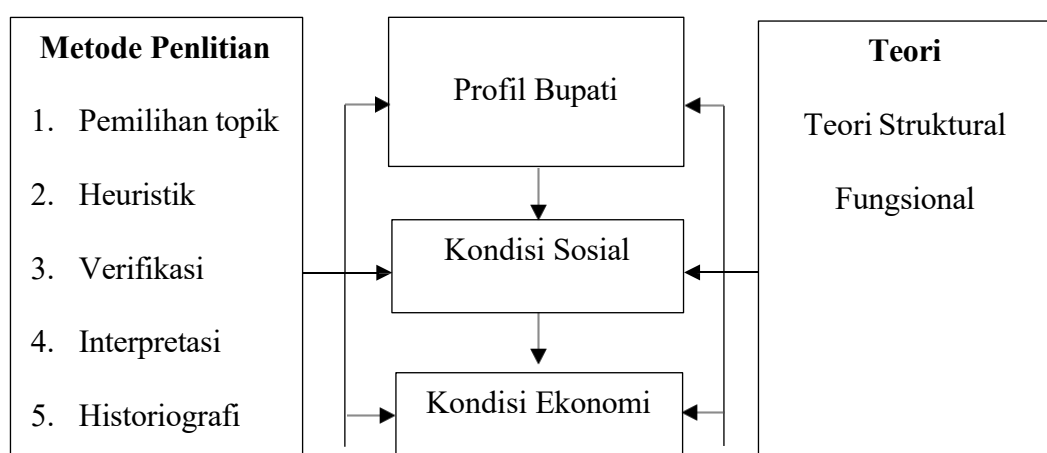 Metode Penlitian
1. Pemilihan topik
2. Heuristik
3. Verifikasi
4. Interpretasi
5. Historiografi
Profil Bupati
Kondisi Sosial
Kondisi Ekonomi
Teori
Teori Struktural
Fungsional